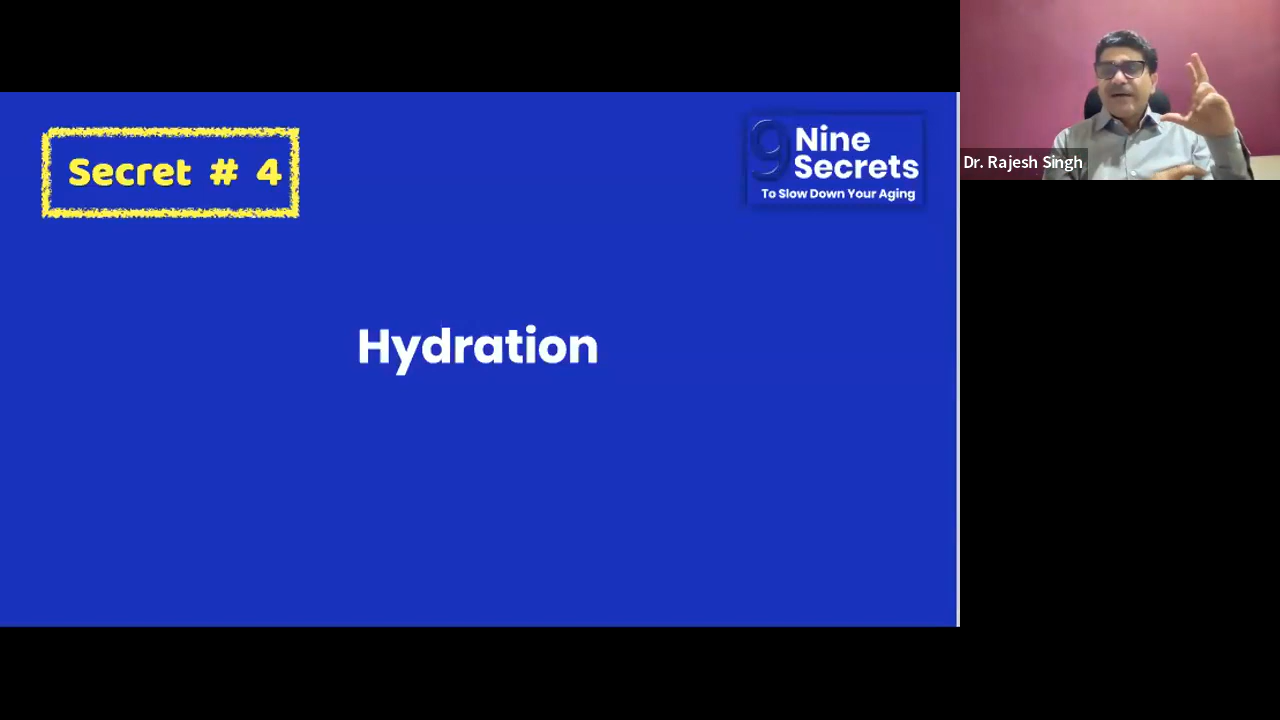 Secret # 4
9 Nine
Secrets
To Slow Down Your Aging
Dr. Rajesh Singh
Hydration